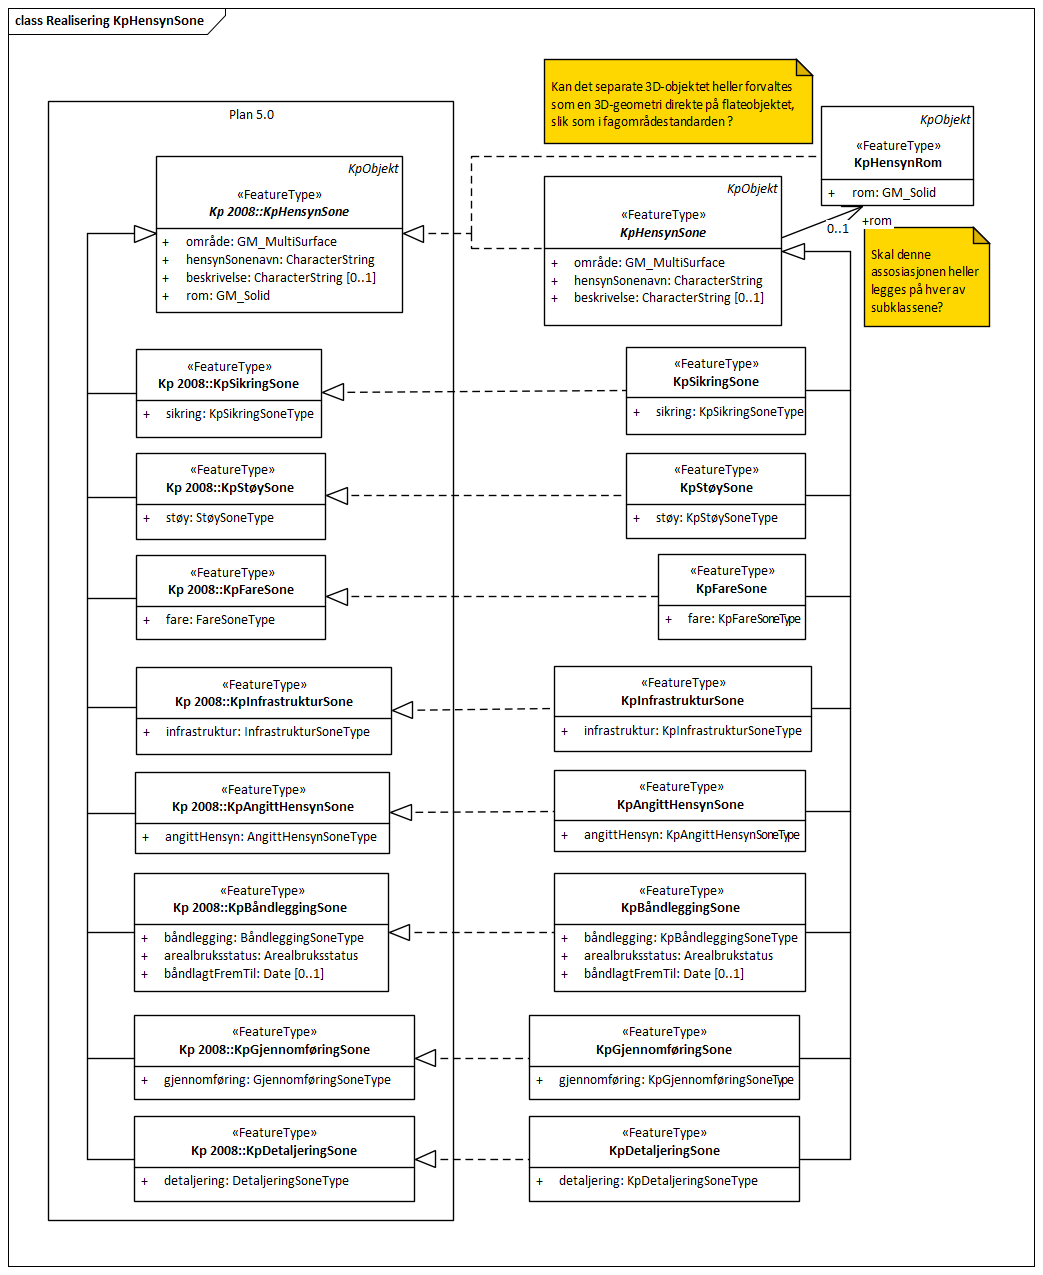 class Realisering KpHensynSone
Kan det separate 3D-objektet heller forvaltes
som en 3D-geometri direkte på flateobjektet,
slik som i fagområdestandarden ?
Plan 5.0
KpObjekt
«FeatureType»
KpHensynRom
+ rom: GM_Solid
KpObjekt
«FeatureType»
Kp 2008::KpHensynSone
+ område: GM_MultiSurface
+ hensynSonenavn: CharacterString
+ beskrivelse: CharacterString [0..1]
+ rom: GM_Solid
KpObjekt
«FeatureType»
KpHensynSone
+ område: GM_MultiSurface
+ hensynSonenavn: CharacterString
+ beskrivelse: CharacterString [0..1]
+rom
0..1
Skal denne
assosiasjonen heller
legges på hver av
subklassene?
«FeatureType»
Kp 2008::KpSikringSone
+ sikring: KpSikringSoneType
«FeatureType»
KpSikringSone
+ sikring: KpSikringSoneType
«FeatureType»
Kp 2008::KpStøySone
+ støy: StøySoneType
«FeatureType»
KpStøySone
+ støy: KpStøySoneType
«FeatureType»
Kp 2008::KpFareSone
+ fare: FareSoneType
«FeatureType»
KpFareSone
+ fare: KpFareSoneType
«FeatureType»
Kp 2008::KpInfrastrukturSone
+ infrastruktur: InfrastrukturSoneType
«FeatureType»
KpInfrastrukturSone
+ infrastruktur: KpInfrastrukturSoneType
«FeatureType»
Kp 2008::KpAngittHensynSone
+ angittHensyn: AngittHensynSoneType
«FeatureType»
KpAngittHensynSone
+ angittHensyn: KpAngittHensynSoneType
«FeatureType»
Kp 2008::KpBåndleggingSone
+ båndlegging: BåndleggingSoneType
+ arealbruksstatus: Arealbruksstatus
+ båndlagtFremTil: Date [0..1]
«FeatureType»
KpBåndleggingSone
+ båndlegging: KpBåndleggingSoneType
+ arealbruksstatus: Arealbrukstatus
+ båndlagtFremTil: Date [0..1]
«FeatureType»
Kp 2008::KpGjennomføringSone
+ gjennomføring: GjennomføringSoneType
«FeatureType»
KpGjennomføringSone
+ gjennomføring: KpGjennomføringSoneType
«FeatureType»
Kp 2008::KpDetaljeringSone
+ detaljering: DetaljeringSoneType
«FeatureType»
KpDetaljeringSone
+ detaljering: KpDetaljeringSoneType